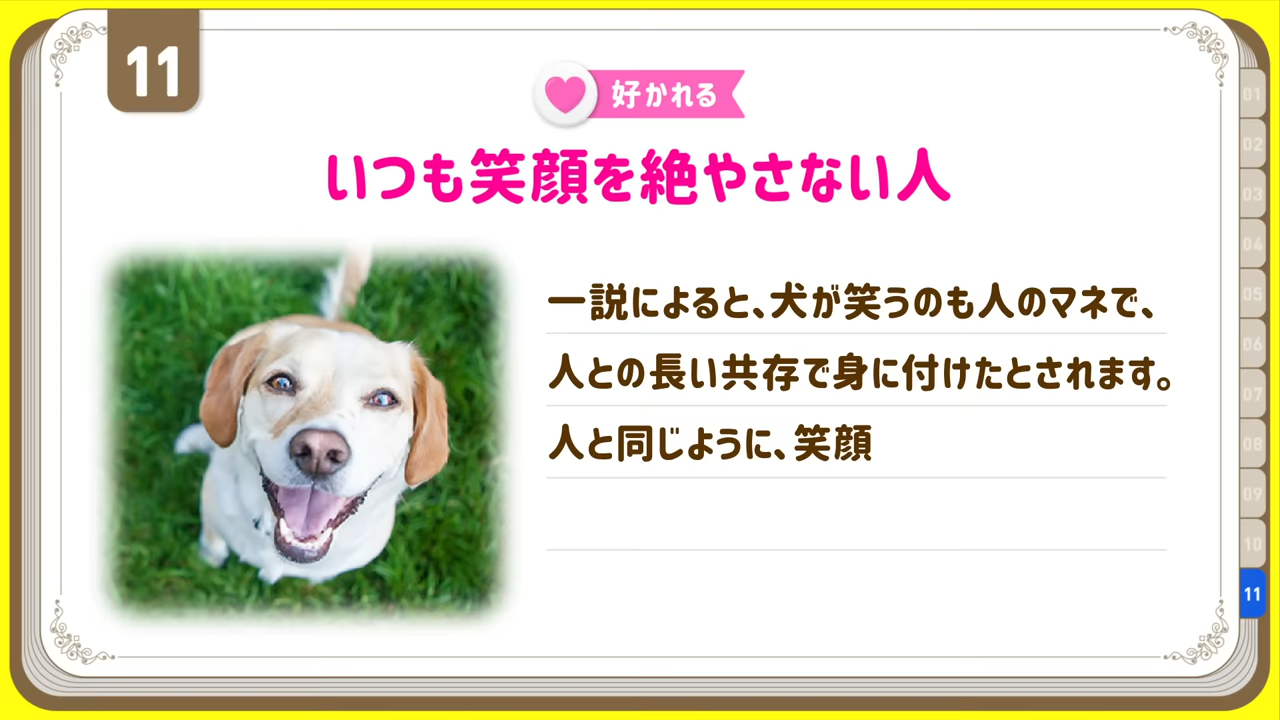 11
好かれる
いつも笑顔を絶やさない人
一説によると、犬が笑うのも人のマネで、
人との長い共存で身に付けたとされます。
人と同じように、笑顔
01
02
03
04
05
06
07
08
09
10
11